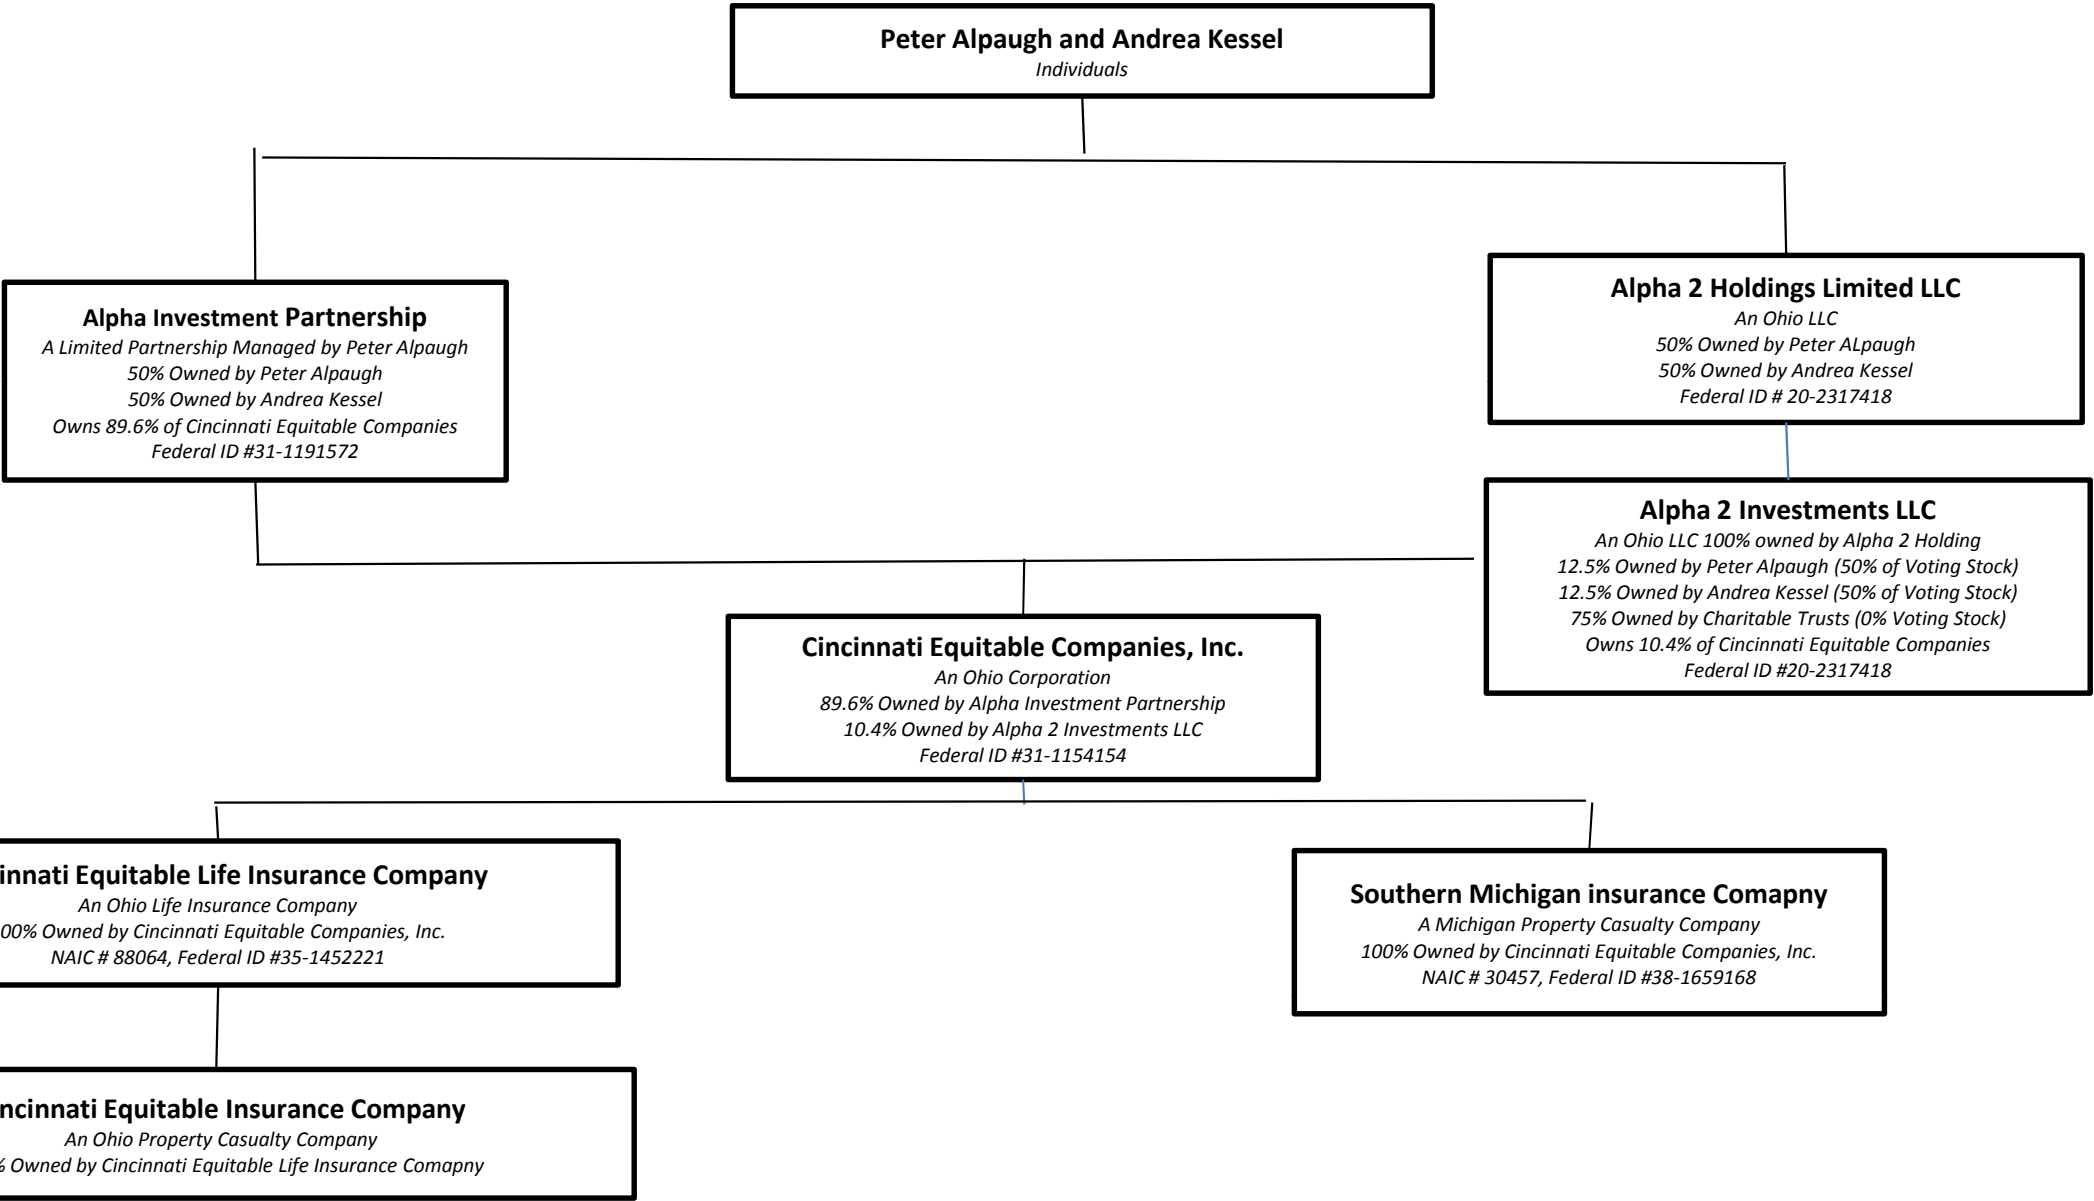 Peter Alpaugh and Andrea Kessel
Individuals
Alpha Investment Partnership
A Limited Partnership Managed by Peter Alpaugh
50% Owned by Peter Alpaugh
50% Owned by Andrea Kessel
Owns 89.6% of Cincinnati Equitable Companies
Federal ID #31-1191572
Alpha 2 Holdings Limited LLC
An Ohio LLC
50% Owned by Peter ALpaugh
50% Owned by Andrea Kessel
Federal ID # 20-2317418
Alpha 2 Investments LLC
An Ohio LLC 100% owned by Alpha 2 Holding
12.5% Owned by Peter Alpaugh (50% of Voting Stock)
12.5% Owned by Andrea Kessel (50% of Voting Stock)
75% Owned by Charitable Trusts (0% Voting Stock)
Owns 10.4% of Cincinnati Equitable Companies
Federal ID #20-2317418
Cincinnati Equitable Companies, Inc.
An Ohio Corporation
89.6% Owned by Alpha Investment Partnership
10.4% Owned by Alpha 2 Investments LLC
Federal ID #31-1154154
innati Equitable Life Insurance Company
An Ohio Life Insurance Company
00% Owned by Cincinnati Equitable Companies, Inc.
NAIC # 88064, Federal ID #35-1452221
Southern Michigan insurance Comapny
A Michigan Property Casualty Company
100% Owned by Cincinnati Equitable Companies, Inc.
NAIC # 30457, Federal ID #38-1659168
ncinnati Equitable Insurance Company
An Ohio Property Casualty Company
% Owned by Cincinnati Equitable Life Insurance Comapny